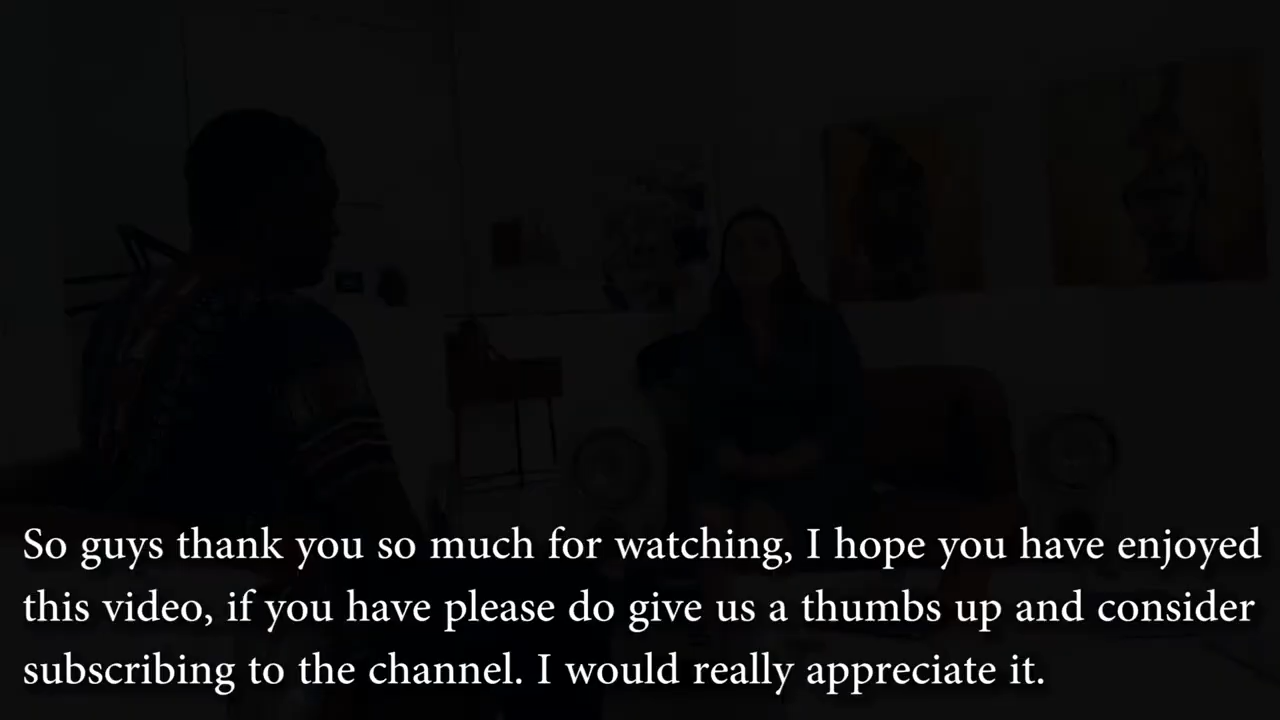 So guys thank you so much for watching, I hope you have enjoyed
this video, if you have please do give us a thumbs up and consider
subscribing to the channel. I would really appreciate it.